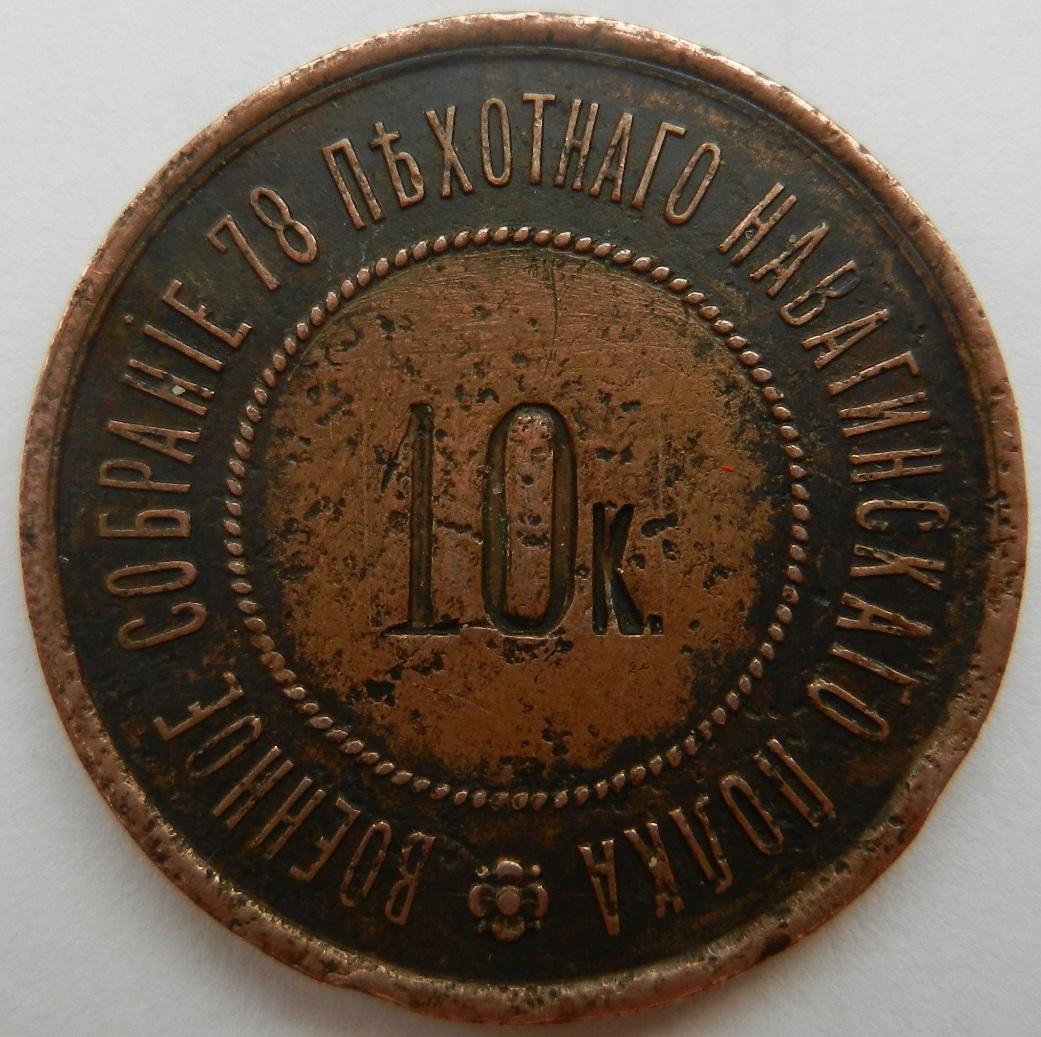 ВОЕННОЕ СОБРАНІЕ 78 ПѢХОТНАГО НАВАГИНСКАГО ПОЛКА
10 К.